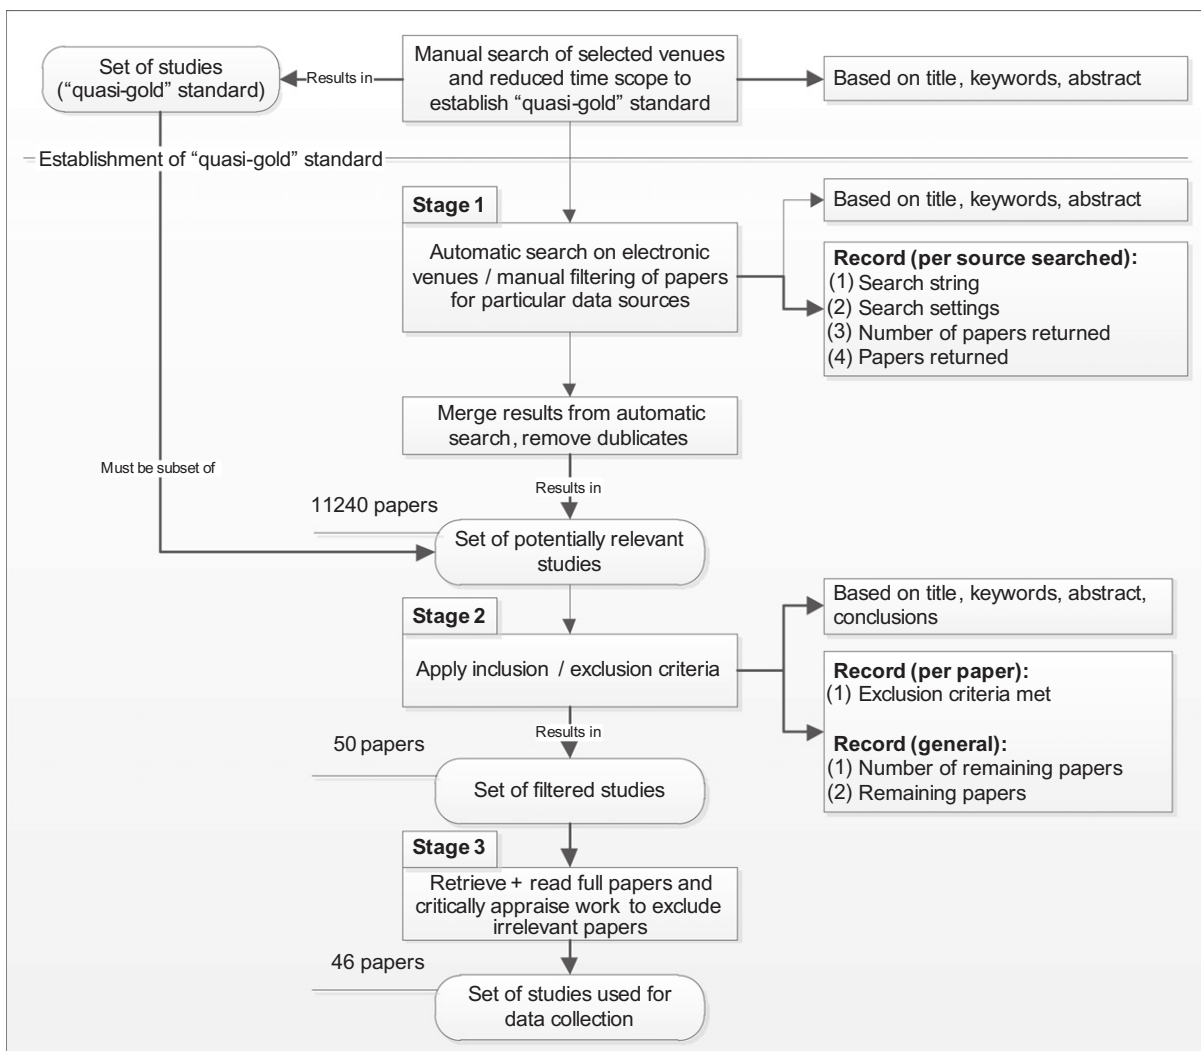 Set of studies
("quasi-gold" standard)
Results in
Manual search of selected venues
and reduced time scope to
establish "quasi-gold" standard
Based on title, keywords, abstract
Establishment of "quasi-gold" standard
Stage 1
Automatic search on electronic
venues / manual filtering of papers
for particular data sources
Based on title, keywords, abstract
Record (per source searched):
(1) Search string
(2) Search settings
(3) Number of papers returned
(4) Papers returned
Merge results from automatic
search, remove dublicates
Must be subset of
Results in
11240 papers
Set of potentially relevant
studies
Stage 2
Apply inclusion / exclusion criteria
Based on title, keywords, abstract,
conclusions
Record (per paper):
(1) Exclusion criteria met
Record (general):
(1) Number of remaining papers
(2) Remaining papers
Results in
50 papers
Set of filtered studies
Stage 3
Retrieve + read full papers and
critically appraise work to exclude
irrelevant papers
46 papers
Set of studies used for
data collection